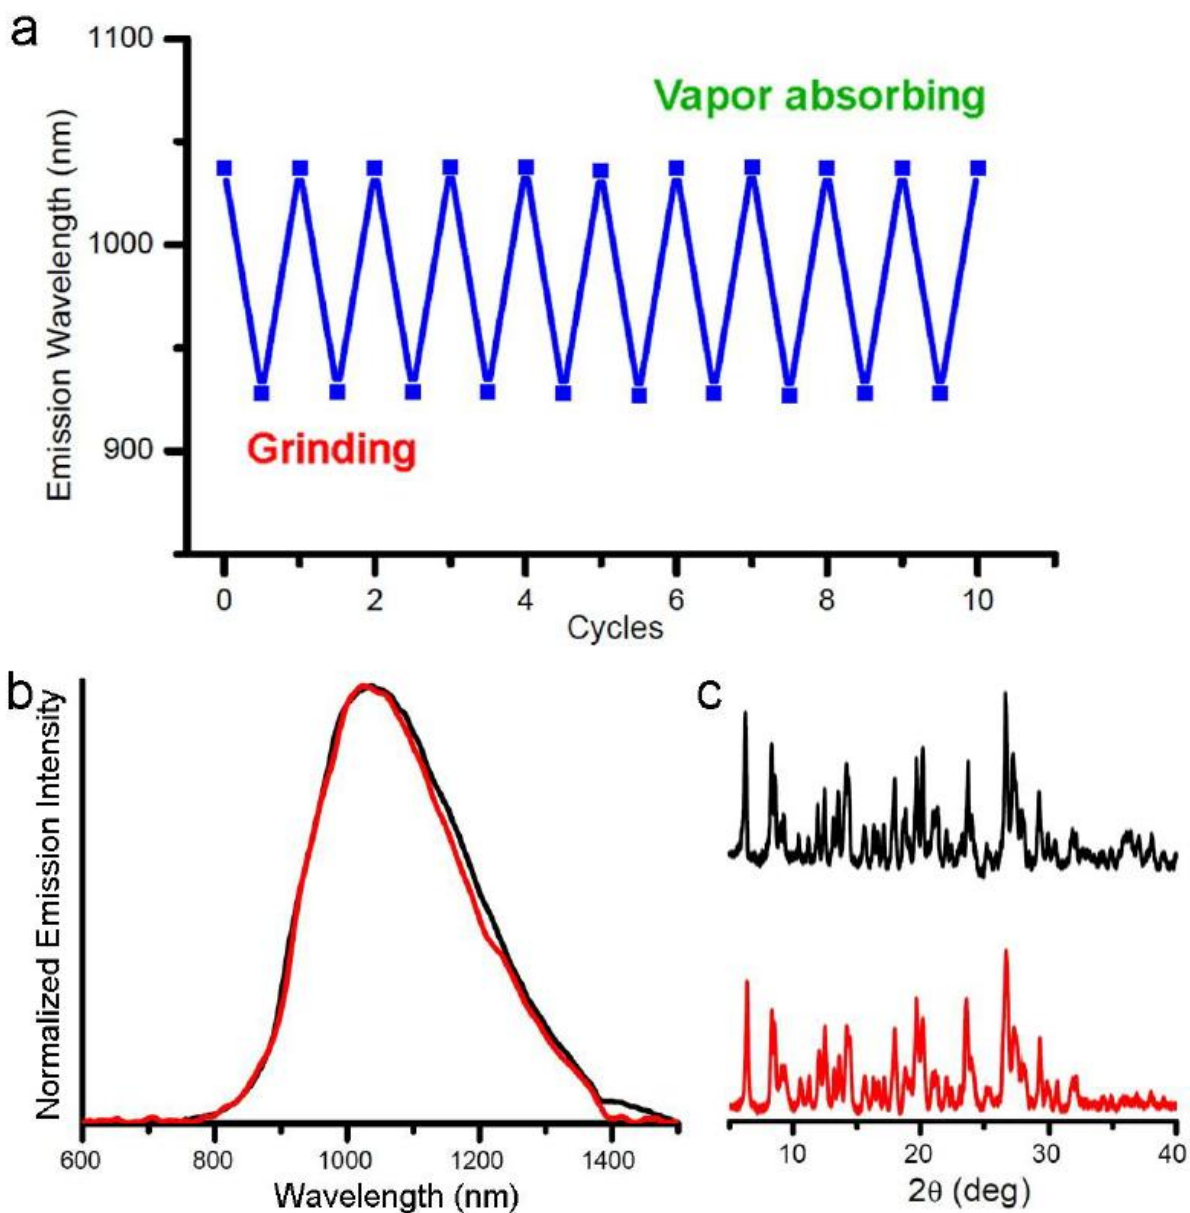 a
1100
Vapor absorbing
1000
Emission Wavelength (nm)
900
Grinding
0 2 4 6 8 10
Cycles
b
Normalized Emission Intensity
600 800 1000 1200 1400
Wavelength (nm)
c
10 20 30 40
2θ (deg)